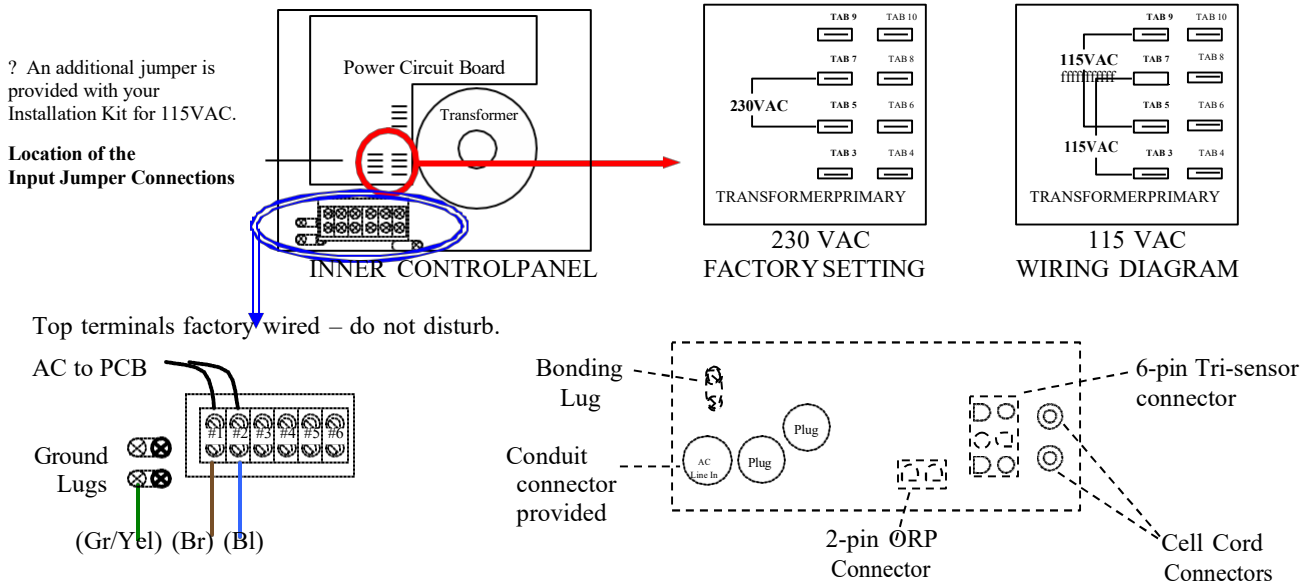 ? An additional jumper is
provided with your
Installation Kit for 115VAC.
Location of the
Input Jumper Connections
Power Circuit Board
Transformer
INNER CONTROLPANEL
TAB 9 TAB 10
TAB 7 TAB 8
230VAC
TAB 5 TAB 6
TAB 3 TAB 4
TRANSFORMERPRIMARY
230 VAC
FACTORY SETTING
TAB 9 TAB 10
115VAC
TAB 7 TAB 8
fffffffffff
TAB 5 TAB 6
115VAC
TAB 3 TAB 4
TRANSFORMERPRIMARY
115 VAC
WIRING DIAGRAM
Top terminals factory wired – do not disturb.
AC to PCB
#1 #2 #3 #4 #5 #6
Ground
Lugs
(Gr/Yel) (Br) (Bl)
Bonding
Lug
Conduit
connector
provided
AC
Line In
Plug
Plug
2-pin ORP
Connector
6-pin Tri-sensor
connector
Cell Cord
Connectors